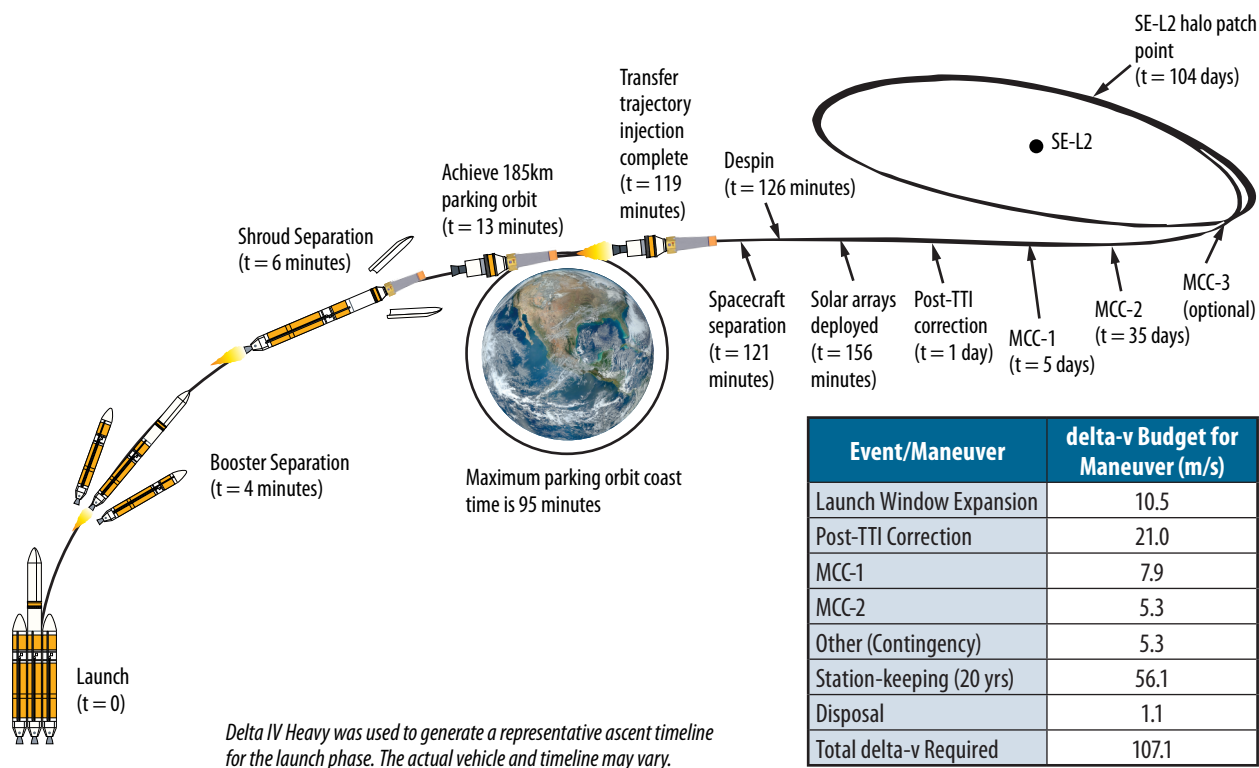 SE-L2 halo patch
point
(t = 104 days)
SE-L2
Transfer
trajectory
injection
complete
(t = 119
minutes)
Despin
(t = 126 minutes)
Achieve 185km
parking orbit
(t = 13 minutes)
Shroud Separation
(t = 6 minutes)
Spacecraft
separation
(t = 121
minutes)
Solar arrays
deployed
(t = 156
minutes)
Post-TTI
correction
(t = 1 day)
MCC-1
(t = 5 days)
MCC-2
(t = 35 days)
MCC-3
(optional)
Booster Separation
(t = 4 minutes)
Maximum parking orbit coast
time is 95 minutes
Launch
(t = 0)
Delta IV Heavy was used to generate a representative ascent timeline
for the launch phase. The actual vehicle and timeline may vary.
Event/Maneuver delta-v Budget for
Maneuver (m/s)
Launch Window Expansion 10.5
Post-TTI Correction 21.0
MCC-1 7.9
MCC-2 5.3
Other (Contingency) 5.3
Station-keeping (20 yrs) 56.1
Disposal 1.1
Total delta-v Required 107.1